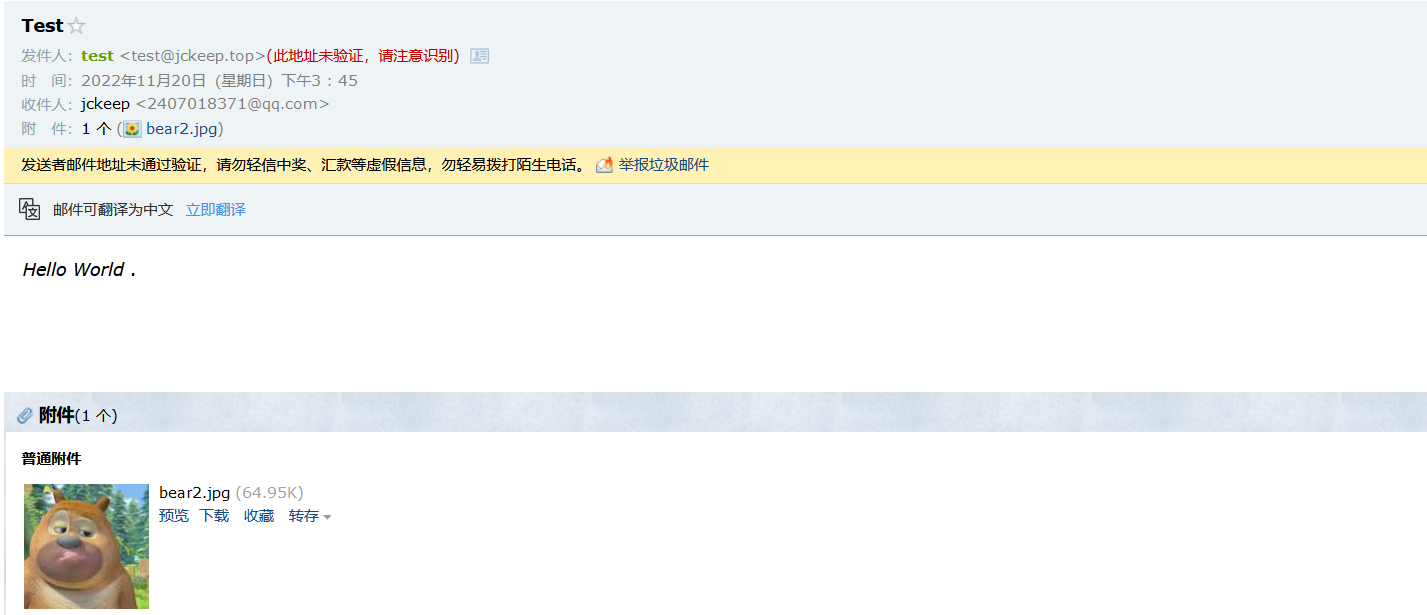 Test
发件人：test <test@jckeep.top>(此地址未验证，请注意识别)
时　间：2022年11月20日（星期日）下午3：45
收件人：jckeep <2407018371@qq.com>
附　件：1 个 (bear2.jpg)
发送者邮件地址未通过验证，请勿轻信中奖、汇款等虚假信息，勿轻易拨打陌生电话。 举报垃圾邮件
邮件可翻译为中文 立即翻译
Hello World .
附件(1 个)
普通附件
bear2.jpg (64.95K)
预览 下载 收藏 转存